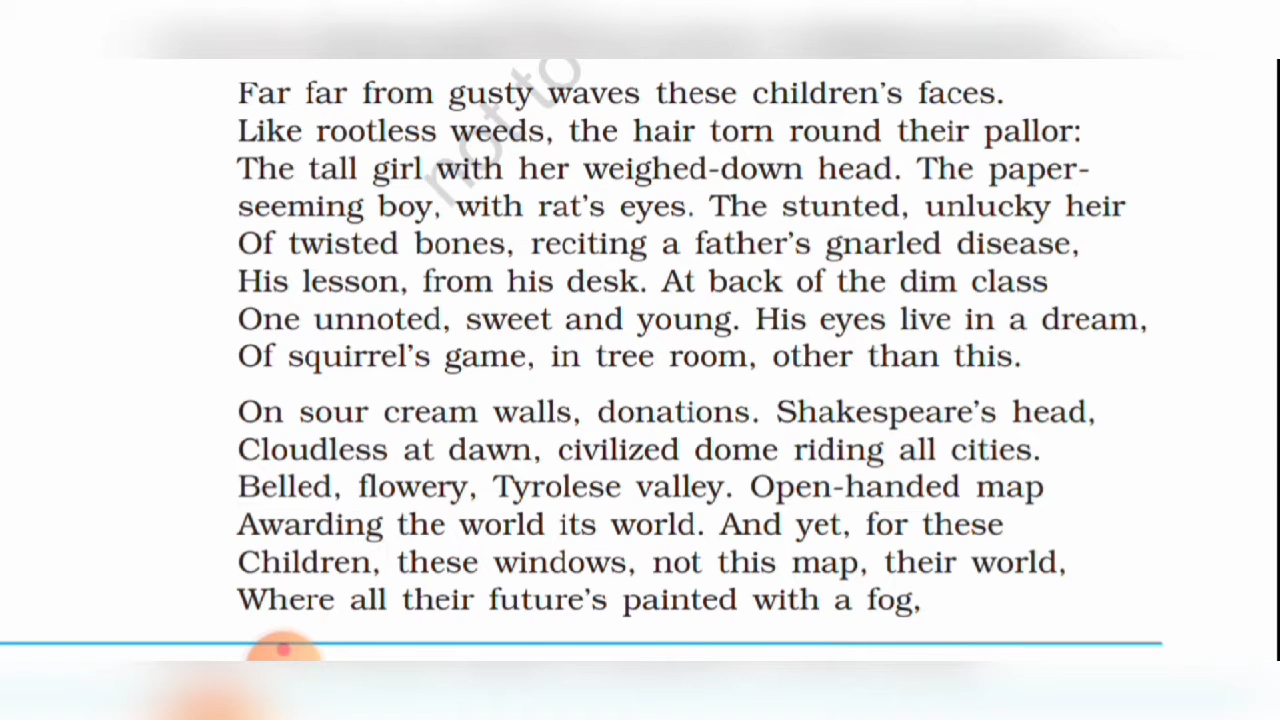 not to
Far far from gusty waves these children's faces.
Like rootless weeds, the hair torn round their pallor:
The tall girl with her weighed-down head. The paper-
seeming boy, with rat's eyes. The stunted, unlucky heir
Of twisted bones, reciting a father's gnarled disease,
His lesson, from his desk. At back of the dim class
One unnoted, sweet and young. His eyes live in a dream,
Of squirrel's game, in tree room, other than this.
On sour cream walls, donations. Shakespeare's head,
Cloudless at dawn, civilized dome riding all cities.
Belled, flowery, Tyrolese valley. Open-handed map
Awarding the world its world. And yet, for these
Children, these windows, not this map, their world,
Where all their future's painted with a fog,